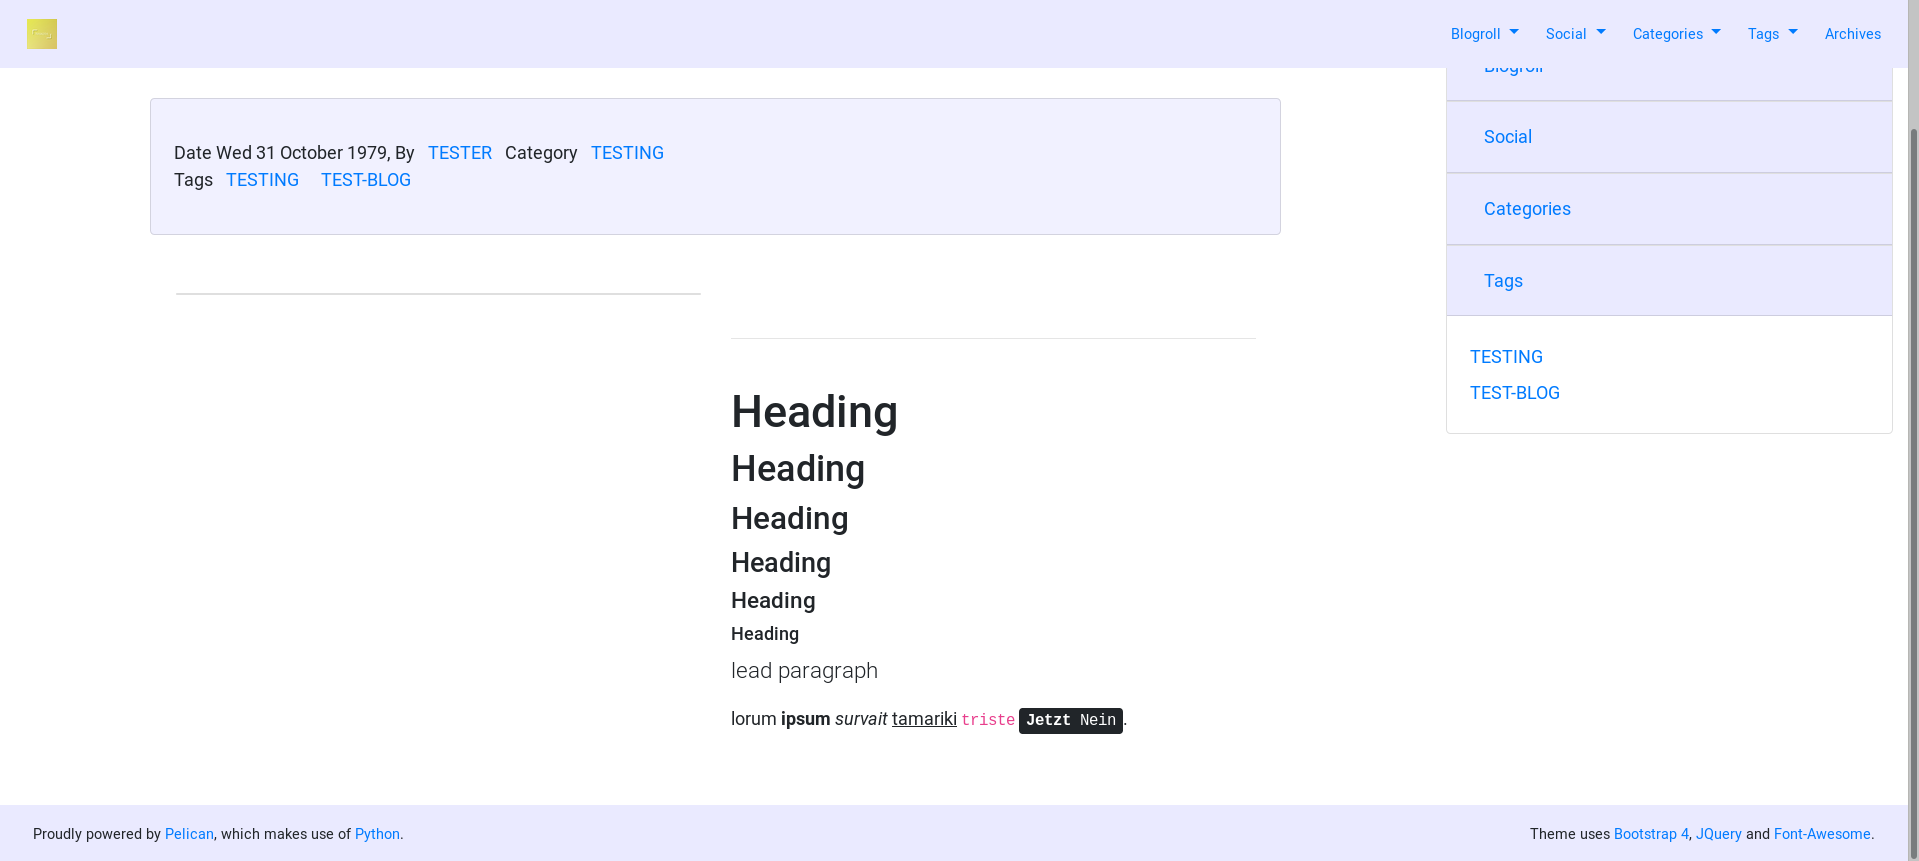 Blogroll Social Categories Tags Archives
Blogroll
Social
Categories
Tags
TESTING
TEST-BLOG
Date Wed 31 October 1979, By TESTER Category TESTING
Tags TESTING TEST-BLOG
Heading
Heading
Heading
Heading
Heading
Heading
lead paragraph
lorum ipsum survait tamariki triste Jetzt Nein.
Proudly powered by Pelican, which makes use of Python.
Theme uses Bootstrap 4, JQuery and Font-Awesome.